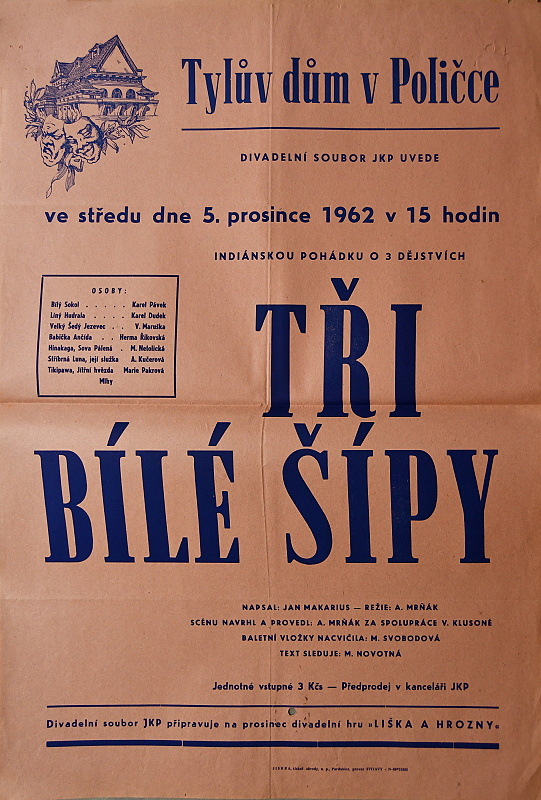 Tylův dům v Poličce
DIVADELNÍ SOUBOR JKP UVEDE
ve středu dne 5. prosince 1962 v 15 hodin
INDIÁNSKOU POHÁDKU O 3 DĚJSTVÍCH
OSOBY:
Bílý Sokol . . . . . Karel Pávek
Líný Hudrala . . . . Karel Dudek
Velký Šedý Jezevec . . V. Maruška
Babička Ančída . . Herma Říkovská
Hinakaga, Sova Pálená . M. Netolická
Stříbrná Luna, její služka A. Kučerová
Tikipawa, Jitřní hvězda Marie Pakrová
Mlhy
TŘI
BÍLÉ ŠÍPY
NAPSAL: JAN MAKARIUS — REŽIE: A. MRŇÁK
SCÉNU NAVRHL A PROVEDL: A. MRŇÁK ZA SPOLUPRÁCE V. KLUSONĚ
BALETNÍ VLOŽKY NACVIČILA: M. SVOBODOVÁ
TEXT SLEDUJE: M. NOVOTNÁ
Jednotné vstupné 3 Kčs — Předprodej v kanceláři JKP
Divadelní soubor JKP připravuje na prosinec divadelní hru »LIŠKA A HROZNY«